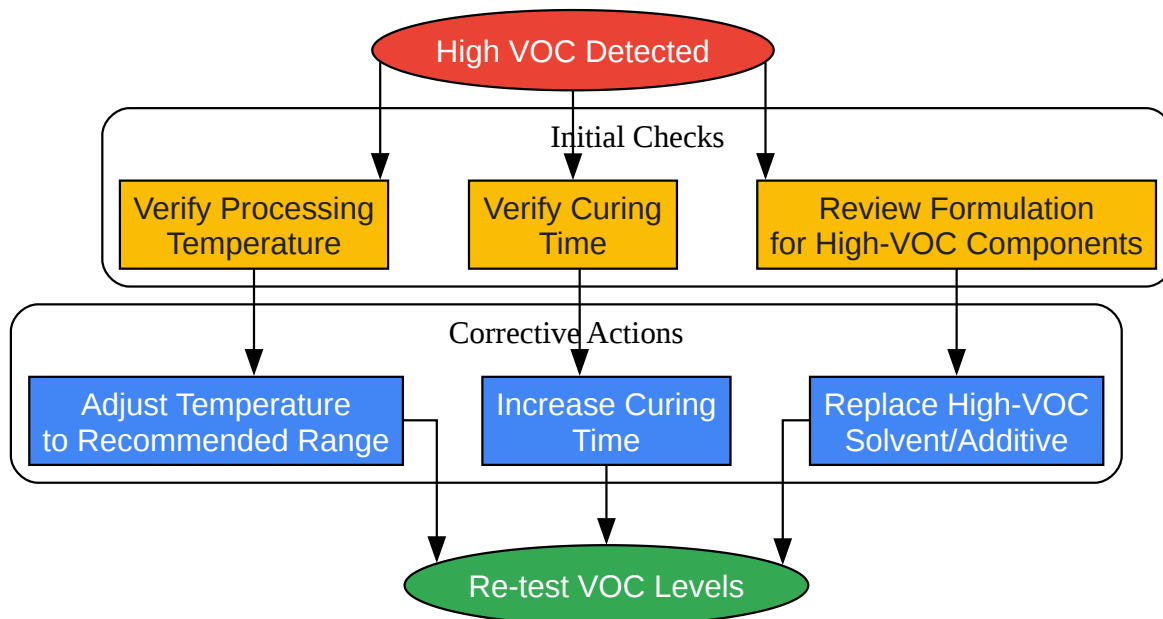 High VOC Detected
Initial Checks
Verify Processing
Temperature
Verify Curing
Time
Review Formulation
for High-VOC Components
Corrective Actions
Adjust Temperature
to Recommended Range
Increase Curing
Time
Replace High-VOC
Solvent/Additive
Re-test VOC Levels